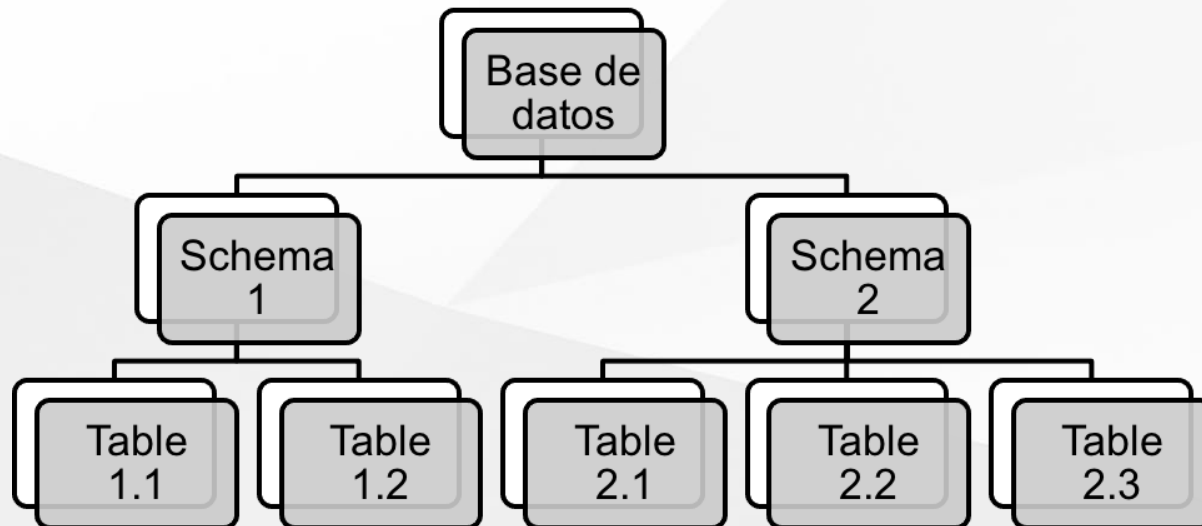 Base de
datos
Schema
1
Schema
2
Table
1.1
Table
1.2
Table
2.1
Table
2.2
Table
2.3